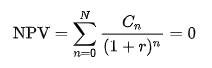 NPV = \sum_{n=0}^{N} \frac{C_n}{(1+r)^n} = 0